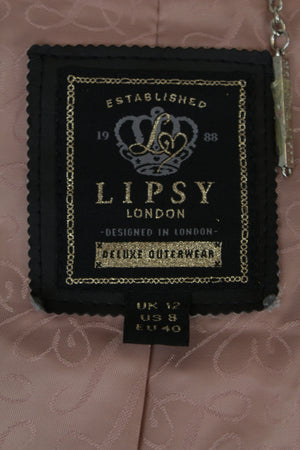 ESTABLISHED
19 88
L
LIPSY
LONDON
-DESIGNED IN LONDON-
DELUXE OUTERWEAR
UK 12
US 8
EU 40